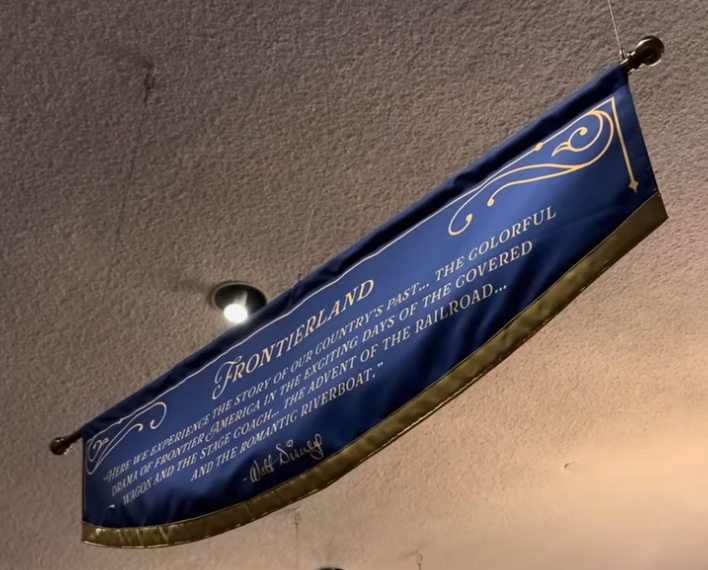 FRONTIERLAND
"HERE WE EXPERIENCE THE STORY OF OUR COUNTRY'S PAST... THE COLORFUL
DRAMA OF FRONTIER AMERICA IN THE EXCITING DAYS OF THE COVERED
WAGON AND THE STAGE COACH... THE ADVENT OF THE RAILROAD...
AND THE ROMANTIC RIVERBOAT."
-Walt Disney